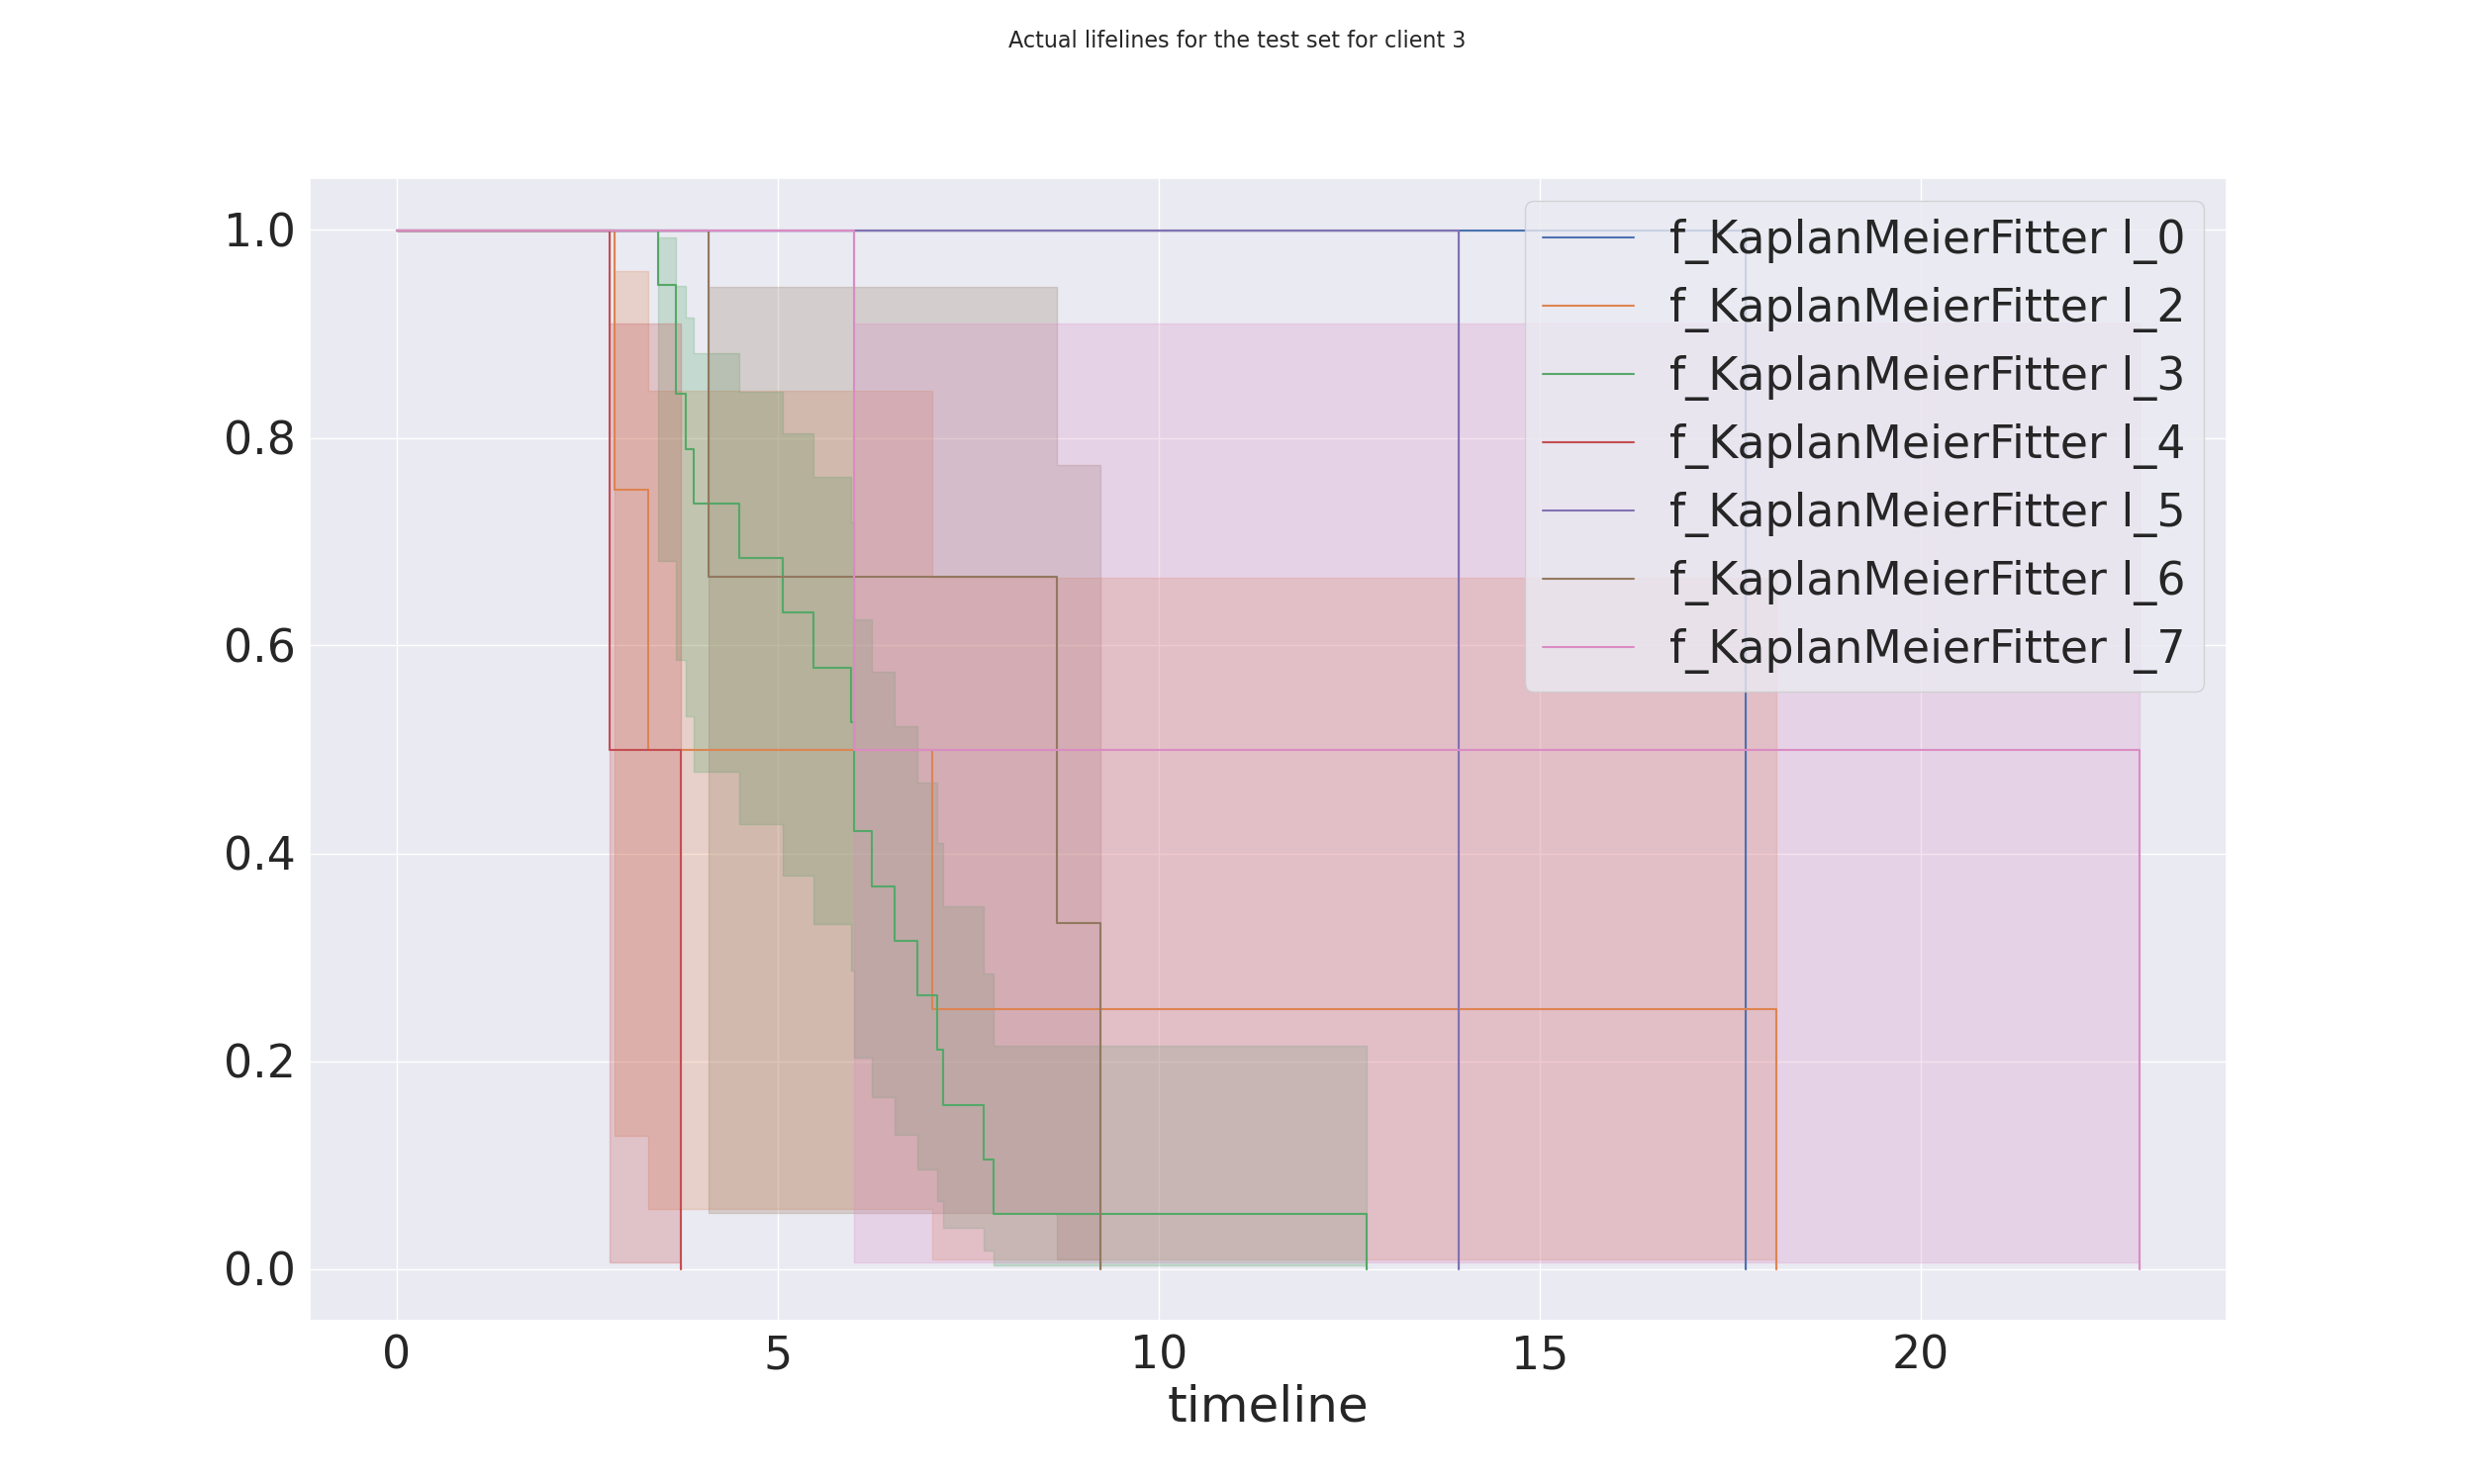 Actual lifelines for the test set for client 3
1.0
0.8
0.6
0.4
0.2
0.0
f_KaplanMeierFitter l_0
f_KaplanMeierFitter l_2
f_KaplanMeierFitter l_3
f_KaplanMeierFitter l_4
f_KaplanMeierFitter l_5
f_KaplanMeierFitter l_6
f_KaplanMeierFitter l_7
0 5 10 15 20
timeline